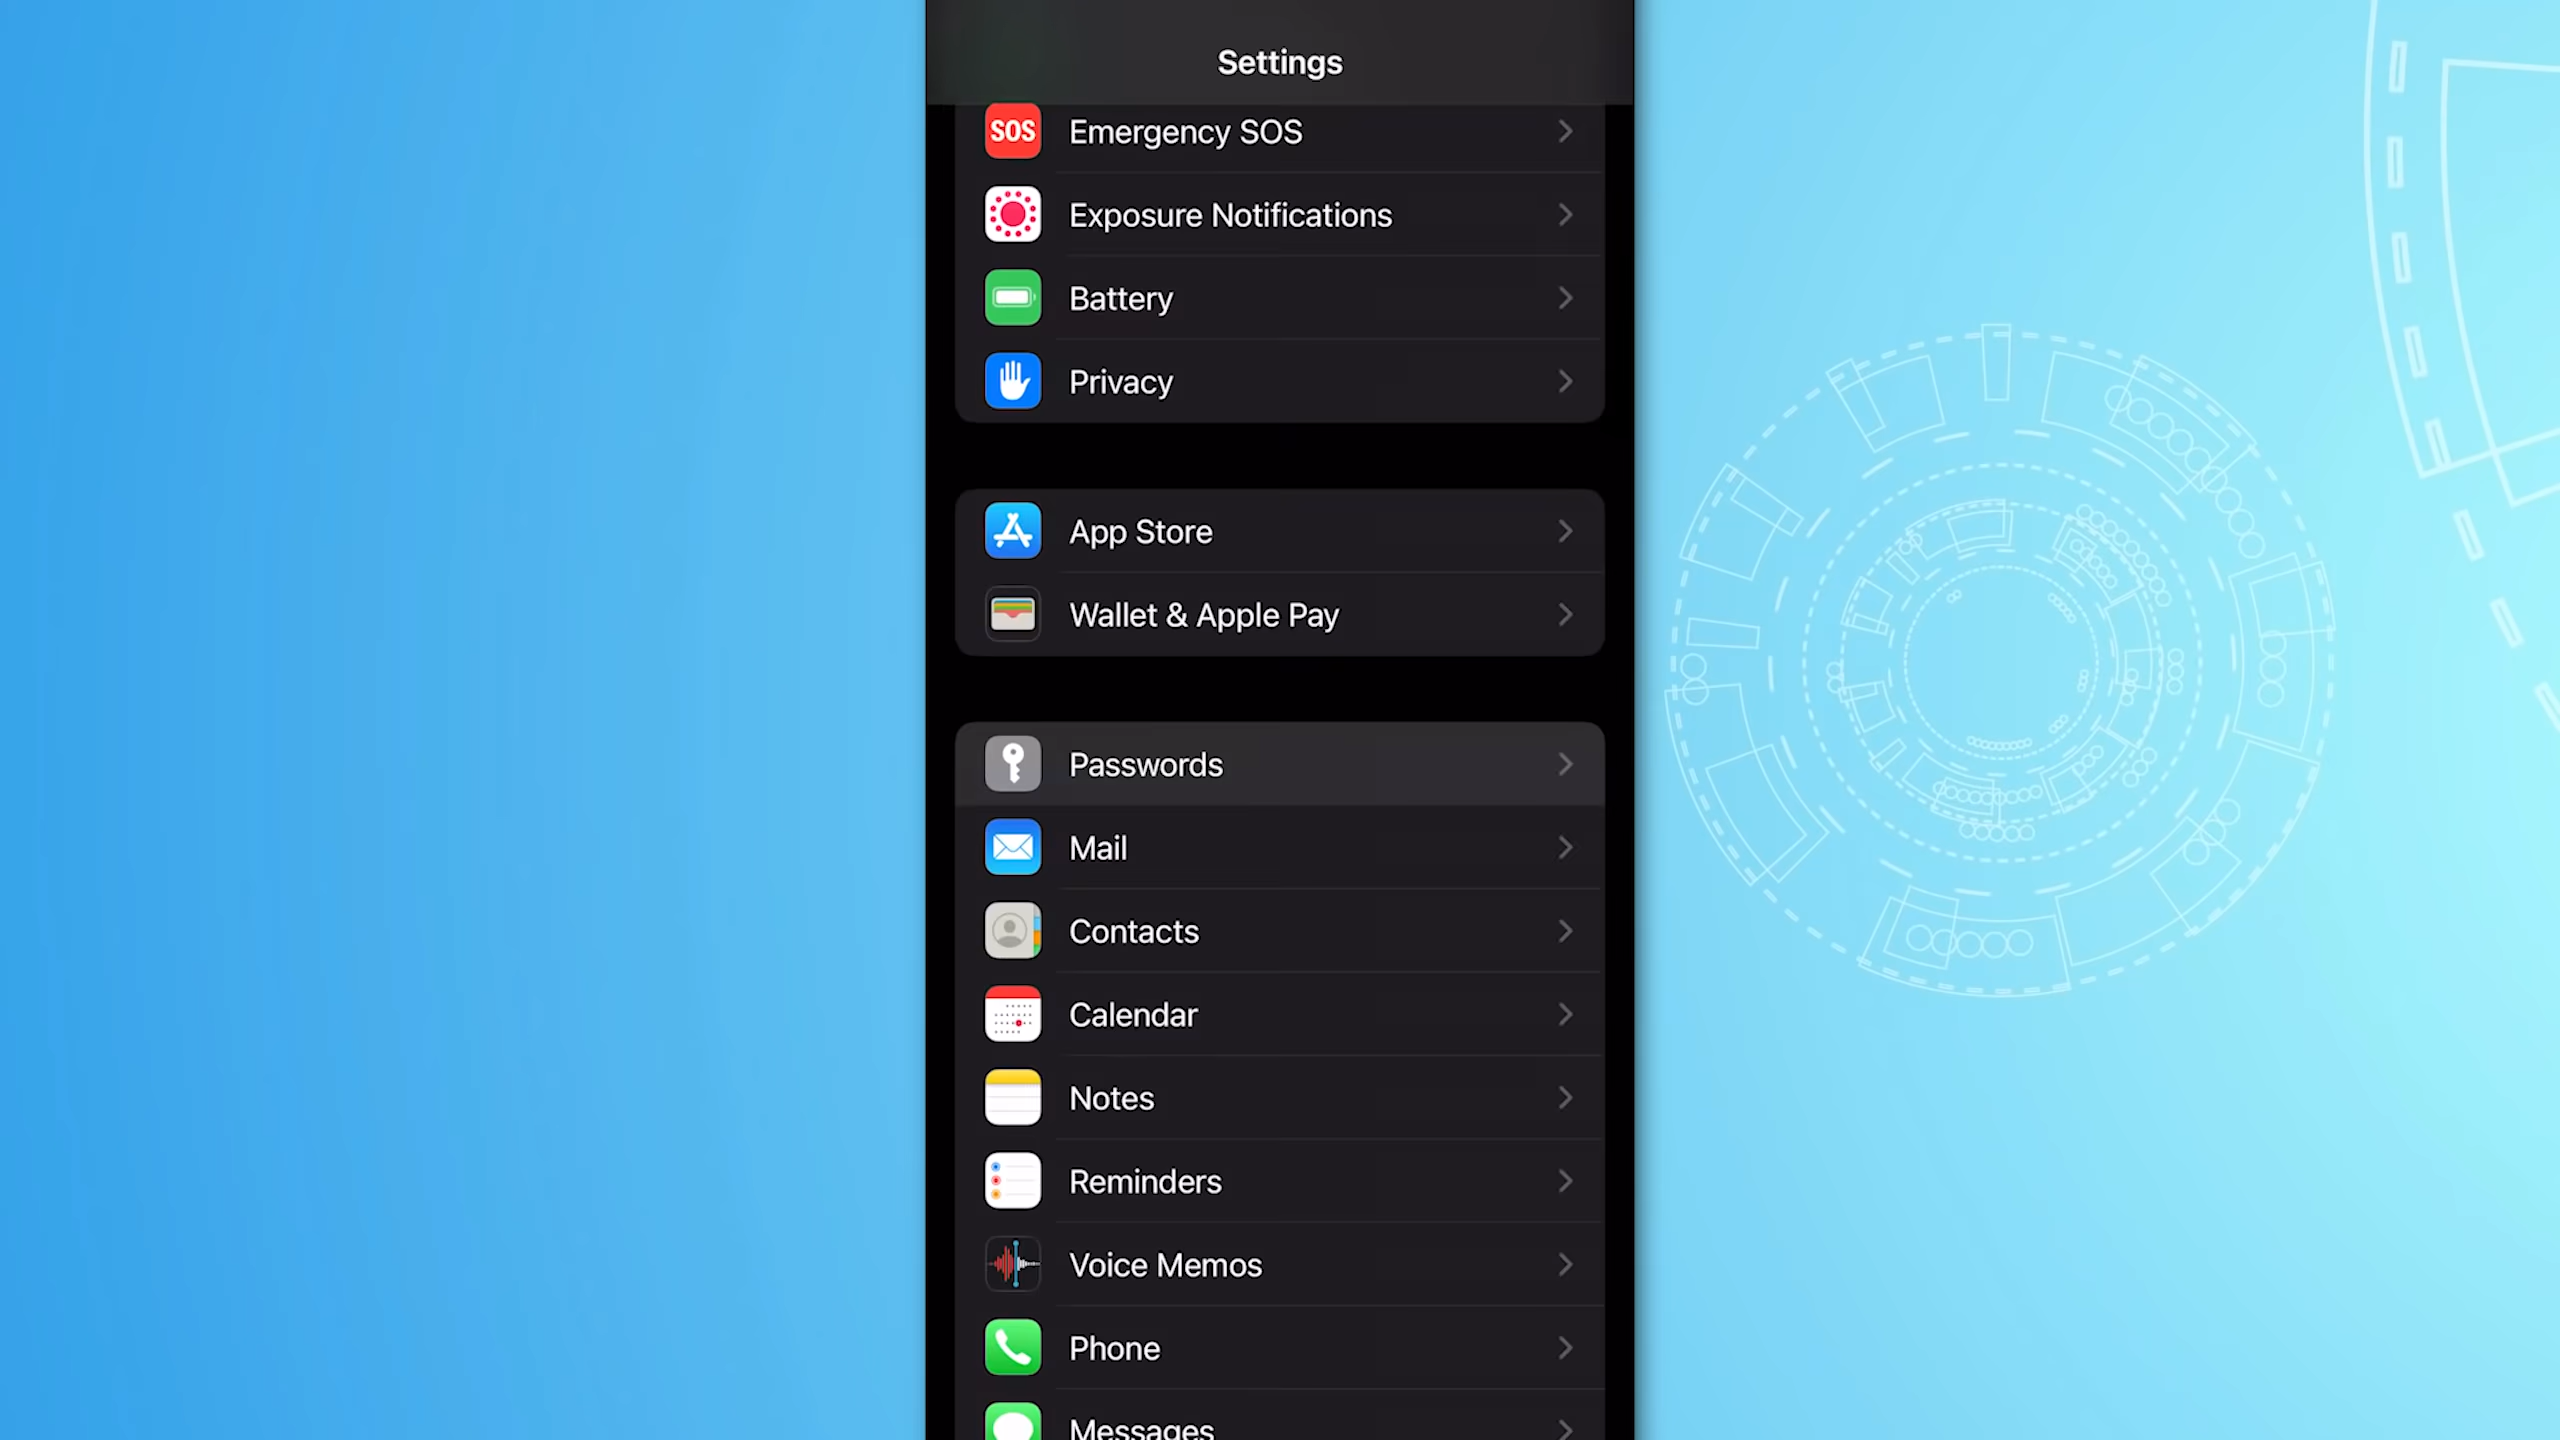 Settings
SOS Emergency SOS
Exposure Notifications
Battery
Privacy
App Store
Wallet & Apple Pay
Passwords
Mail
Contacts
Calendar
Notes
Reminders
Voice Memos
Phone
Messages